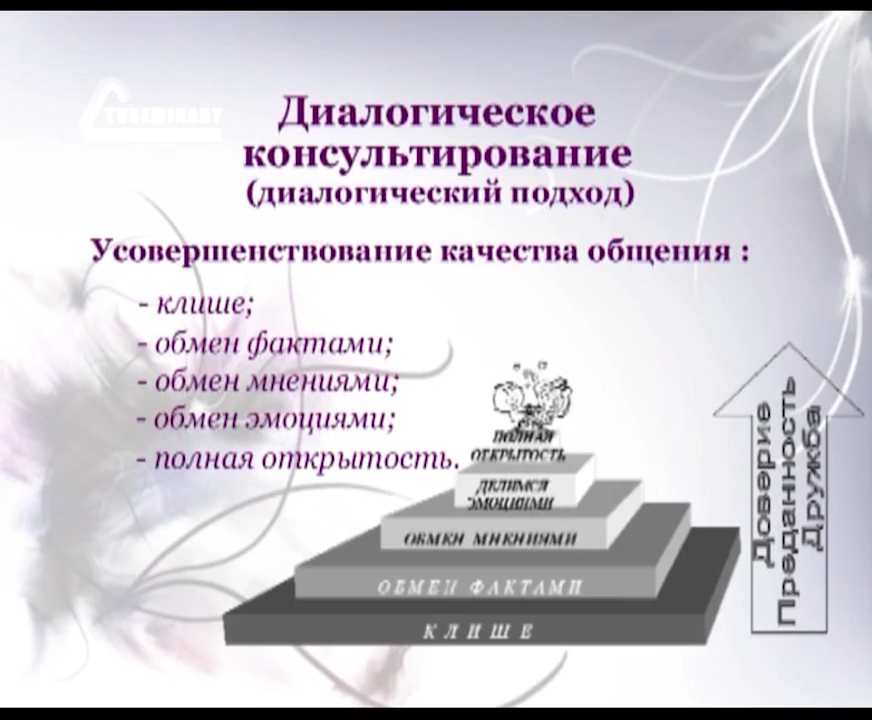 TUSEMINARY
Диалогическое
консультирование
(диалогический подход)
Усовершенствование качества общения :
- клише;
- обмен фактами;
- обмен мнениями;
- обмен эмоциями;
- полная открытость.
ПОЛНАЯ
ОТКРЫТОСТЬ
ДЕЛИМСЯ
ЭМОЦИЯМИ
ОБМЕН МНЕНИЯМИ
ОБМЕН ФАКТАМИ
КЛИШЕ
Доверие
Преданность
Дружба